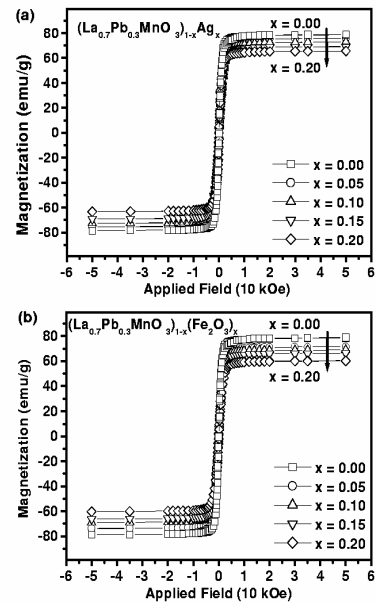 (a)
(La0.7Pb0.3MnO3)1-xAgx
x = 0.00
x = 0.20
80
60
40
20
0
-20
-40
-60
-80
Magnetization (emu/g)
x = 0.00
x = 0.05
x = 0.10
x = 0.15
x = 0.20
-6 -5 -4 -3 -2 -1 0 1 2 3 4 5 6
Applied Field (10 kOe)
(b)
(La0.7Pb0.3MnO3)1-x(Fe2O3)x
x = 0.00
x = 0.20
80
60
40
20
0
-20
-40
-60
-80
Magnetization (emu/g)
x = 0.00
x = 0.05
x = 0.10
x = 0.15
x = 0.20
-6 -5 -4 -3 -2 -1 0 1 2 3 4 5 6
Applied Field (10 kOe)